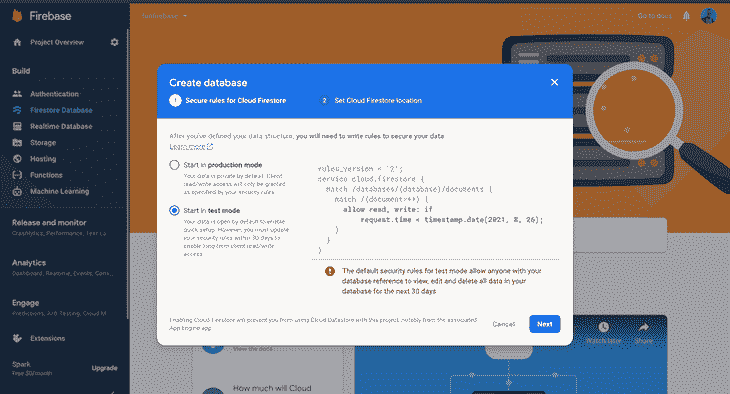 Firebase
Go to docs
Project Overview
Build
Authentication
Firestore Database
Realtime Database
Storage
Hosting
Functions
Machine Learning
Release and monitor
Crashlytics, Performance, Test La
Analytics
Dashboard, Realtime, Events, Conv
Engage
Predictions, A/B Testing, Cloud M
Extensions
Spark
Free $0/month
Upgrade
Create database
1 Secure rules for Cloud Firestore
2 Set Cloud Firestore location
After you've defined your data structure, you will need to write rules to secure your data
Learn more
Start in production mode
Your data is private by default. Client
read/write access will only be granted
as specified by your security rules.
Start in test mode
Your data is open by default to enable
quick setup. However, you must update
your security rules within 30 days to
enable long-term client read/write
access.
rules_version = '2';
service cloud.firestore {
match /databases/{database}/documents {
match /{document=**} {
allow read, write: if
request.time < timestamp.date(2021, 8, 26);
}
}
}
The default security rules for test mode allow anyone with your
database reference to view, edit and delete all data in your
database for the next 30 days
Enabling Cloud Firestore will prevent you from using Cloud Datastore with this project, notably from the associated
App Engine app
Cancel
Next
View the docs
How much will Cloud
Watch later
Share